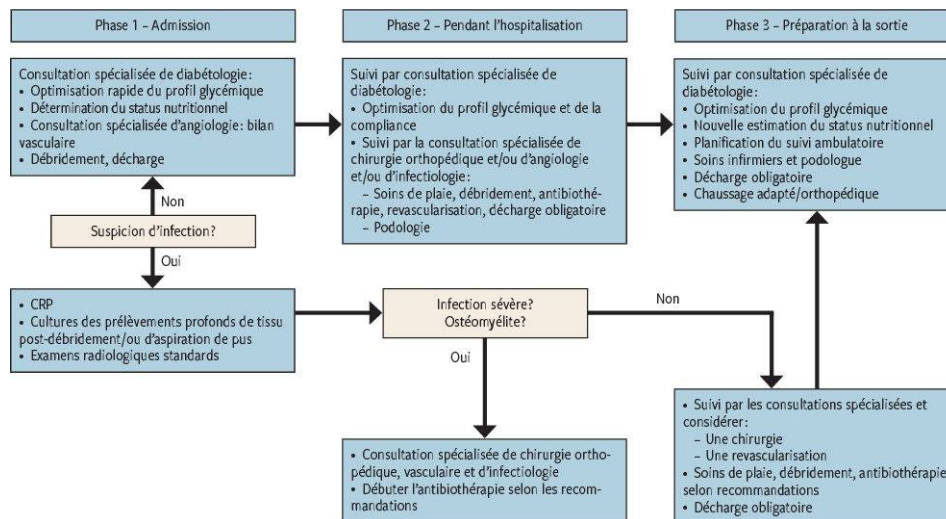 Phase 1 – Admission
Phase 2 – Pendant l'hospitalisation
Phase 3 – Préparation à la sortie
Consultation spécialisée de diabétologie:
• Optimisation rapide du profil glycémique
• Détermination du status nutritionnel
• Consultation spécialisée d'angiologie: bilan
vasculaire
• Débridement, décharge
Suivi par consultation spécialisée de
diabétologie:
• Optimisation du profil glycémique et de la
compliance
• Suivi par la consultation spécialisée de
chirurgie orthopédique et/ou d'angiologie
et/ou d'infectiologie:
– Soins de plaie, débridement, antibiothé-
rapie, revascularisation, décharge obligatoire
– Podologie
Suivi par consultation spécialisée de
diabétologie:
• Optimisation du profil glycémique
• Nouvelle estimation du status nutritionnel
• Planification du suivi ambulatoire
• Soins infirmiers et podologue
• Décharge obligatoire
• Chaussage adapté/orthopédique
Non
Suspicion d'infection?
Oui
• CRP
• Cultures des prélèvements profonds de tissu
post-débridement/ou d'aspiration de pus
• Examens radiologiques standards
Infection sévère?
Ostéomyélite?
Non
Oui
• Consultation spécialisée de chirurgie ortho-
pédique, vasculaire et d'infectiologie
• Débuter l'antibiothérapie selon les recom-
mandations
• Suivi par les consultations spécialisées et
considérer:
– Une chirurgie
– Une revascularisation
• Soins de plaie, débridement, antibiothérapie
selon recommandations
• Décharge obligatoire